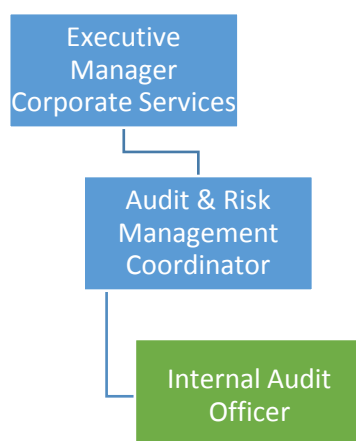 Executive
Manager
Corporate Services
Audit & Risk
Management
Coordinator
Internal Audit
Officer